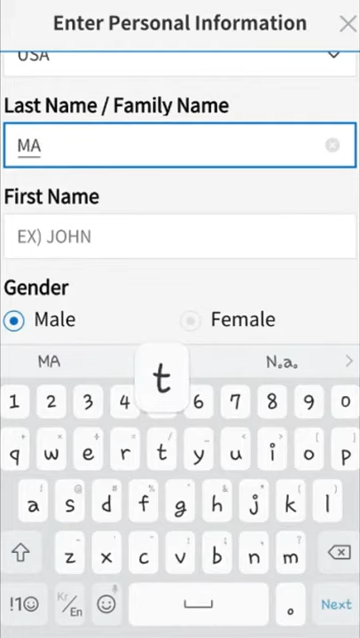 Enter Personal Information
USA
Last Name / Family Name
MA
First Name
EX) JOHN
Gender
Male Female
MA N.a.
t
1 2 3 4 6 7 8 9 0
q w e r t y u i o p
a s d f g h j k l
z x c v b n m
!1☺ Kr/En . Next